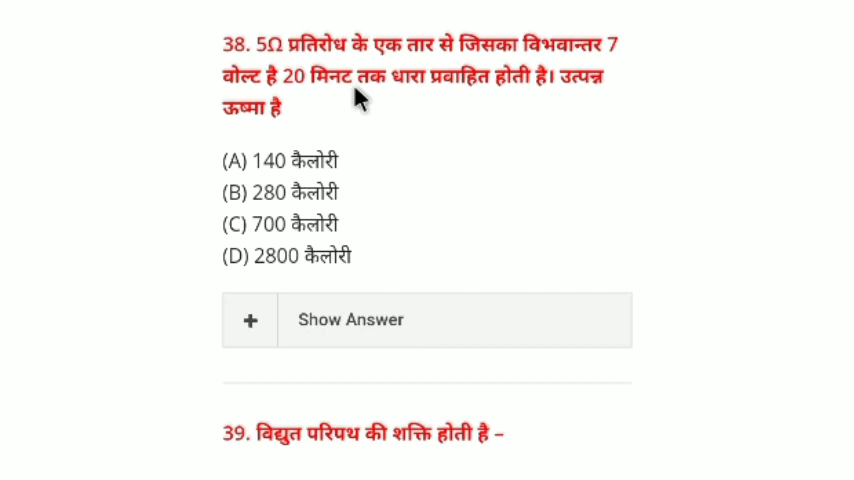 38. 5Ω प्रतिरोध के एक तार से जिसका विभवान्तर 7
वोल्ट है 20 मिनट तक धारा प्रवाहित होती है। उत्पन्न
ऊष्मा है
(A) 140 कैलोरी
(B) 280 कैलोरी
(C) 700 कैलोरी
(D) 2800 कैलोरी
+ Show Answer
39. विद्युत परिपथ की शक्ति होती है –